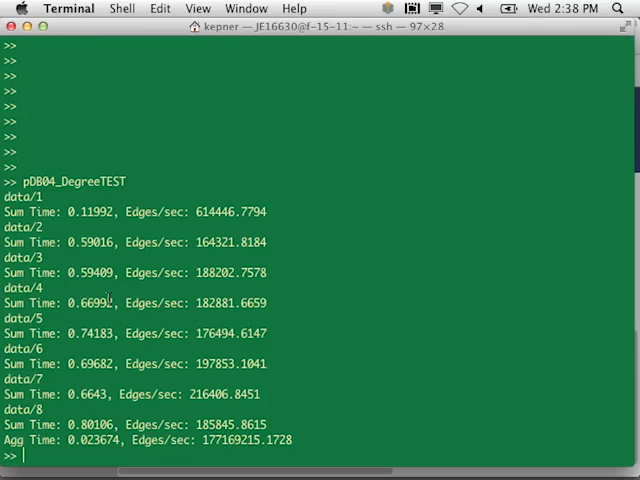 Terminal Shell Edit View Window Help Wed 2:38 PM
kepner — JE16630@f-15-11:~ — ssh — 97×28
>>
>>
>>
>>
>>
>>
>>
>>
>>
>> pDB04_DegreeTEST
data/1
Sum Time: 0.11992, Edges/sec: 614446.7794
data/2
Sum Time: 0.59016, Edges/sec: 164321.8184
data/3
Sum Time: 0.59409, Edges/sec: 188202.7578
data/4
Sum Time: 0.66992, Edges/sec: 182881.6659
data/5
Sum Time: 0.74183, Edges/sec: 176494.6147
data/6
Sum Time: 0.69682, Edges/sec: 197853.1041
data/7
Sum Time: 0.6643, Edges/sec: 216406.8451
data/8
Sum Time: 0.80106, Edges/sec: 185845.8615
Agg Time: 0.023674, Edges/sec: 177169215.1728
>>